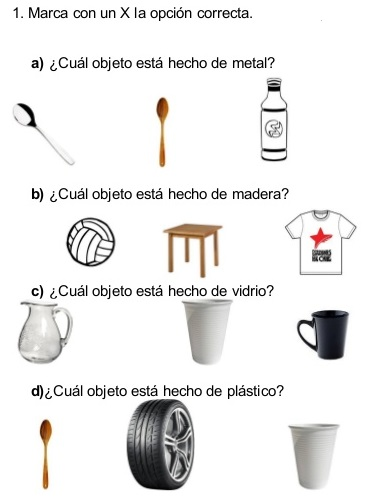 1. Marca con un X la opción correcta.
a) ¿Cuál objeto está hecho de metal?
b) ¿Cuál objeto está hecho de madera?
c) ¿Cuál objeto está hecho de vidrio?
d)¿Cuál objeto está hecho de plástico?